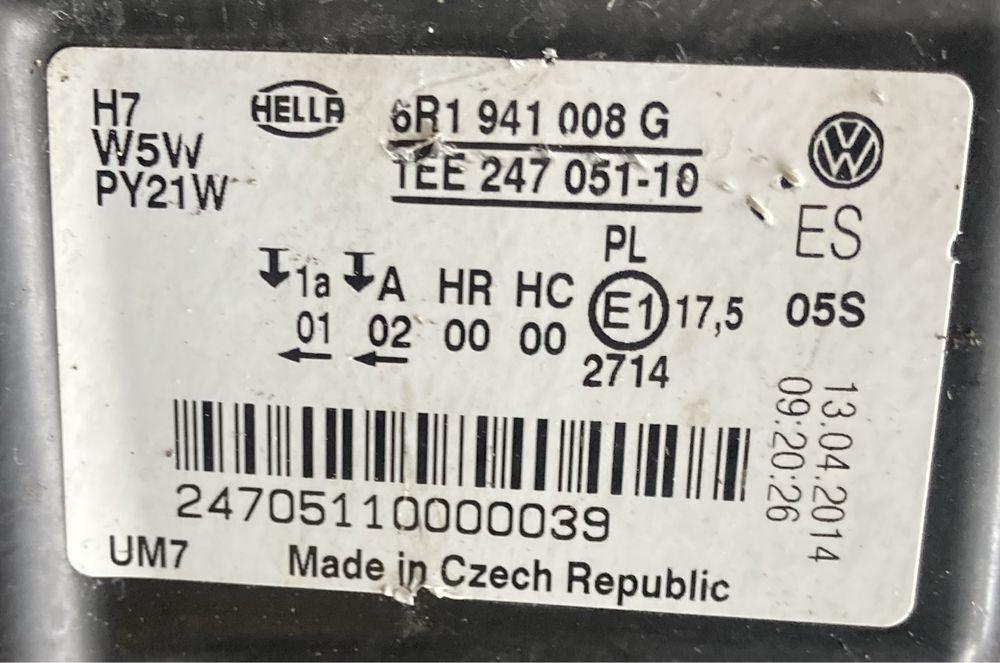 H7
W5W
PY21W
HELLA
6R1 941 008 G
1EE 247 051-10
ES
PL
1a A HR HC E1 17,5 05S
01 02 00 00 2714
13.04.2014
09:20:26
24705110000039
UM7 Made in Czech Republic